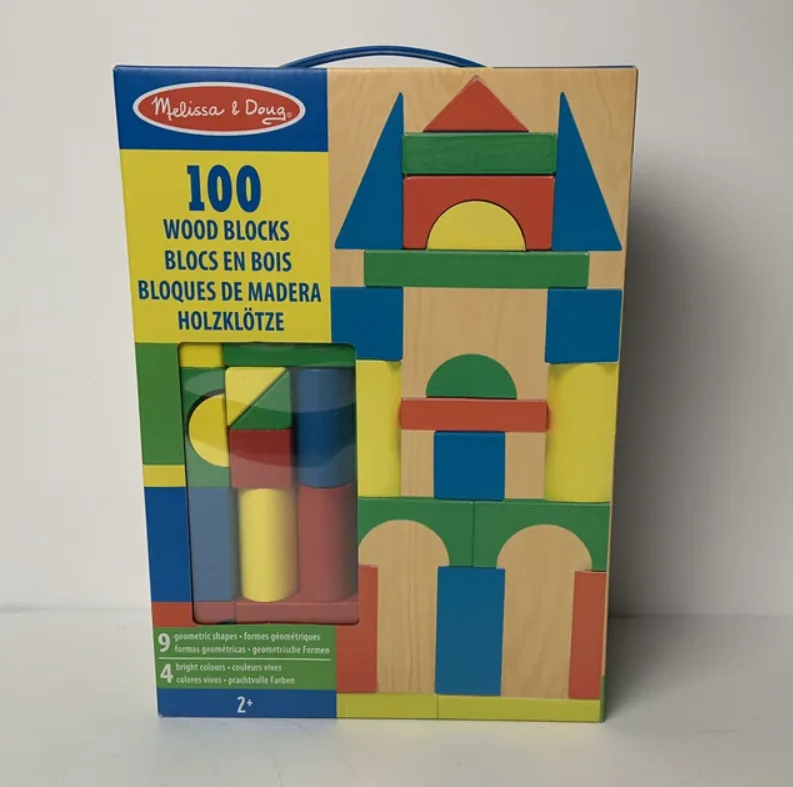 Melissa & Doug®
100
WOOD BLOCKS
BLOCS EN BOIS
BLOQUES DE MADERA
HOLZKLÖTZE
9 geometric shapes • formes géométriques
formas geométricas • geometrische Formen
4 bright colours • couleurs vives
colores vivos • prachtvolle Farben
2+